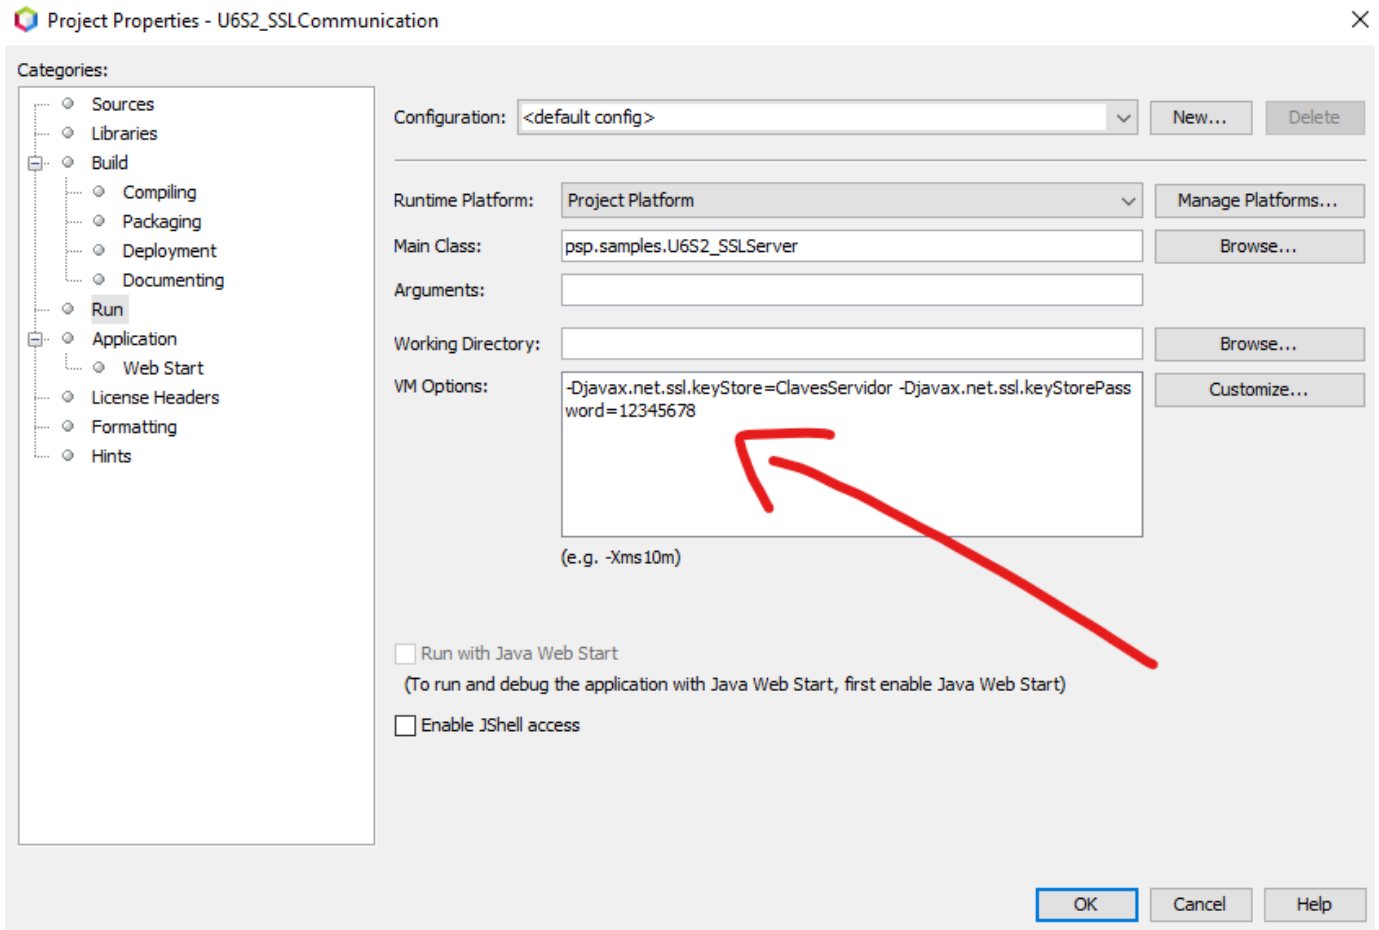 Project Properties - U6S2_SSLCommunication
Categories:
Sources
Libraries
Build
Compiling
Packaging
Deployment
Documenting
Run
Application
Web Start
License Headers
Formatting
Hints
Configuration: <default config> New... Delete
Runtime Platform: Project Platform Manage Platforms...
Main Class: psp.samples.U6S2_SSLServer Browse...
Arguments:
Working Directory: Browse...
VM Options: -Djavax.net.ssl.keyStore=ClavesServidor -Djavax.net.ssl.keyStorePass Customize...
word=12345678
(e.g. -Xms10m)
Run with Java Web Start
(To run and debug the application with Java Web Start, first enable Java Web Start)
Enable JShell access
OK Cancel Help